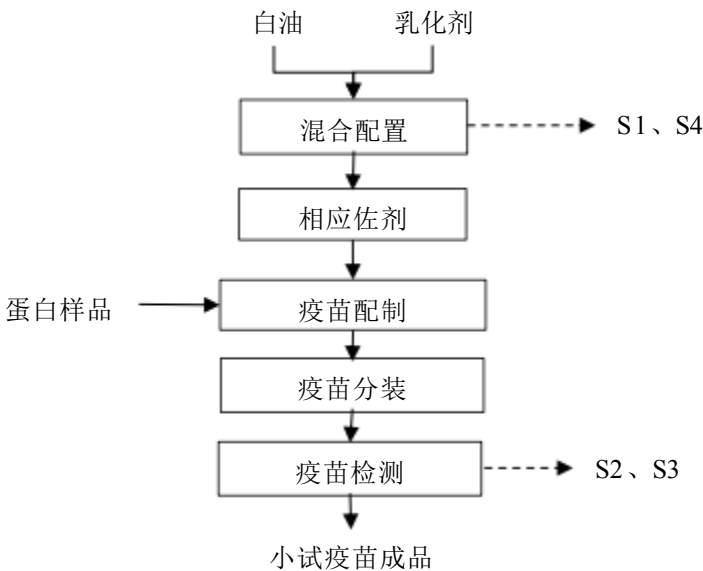 白油 乳化剂
混合配置 S1、S4
相应佐剂
蛋白样品 疫苗配制
疫苗分装
疫苗检测 S2、S3
小试疫苗成品